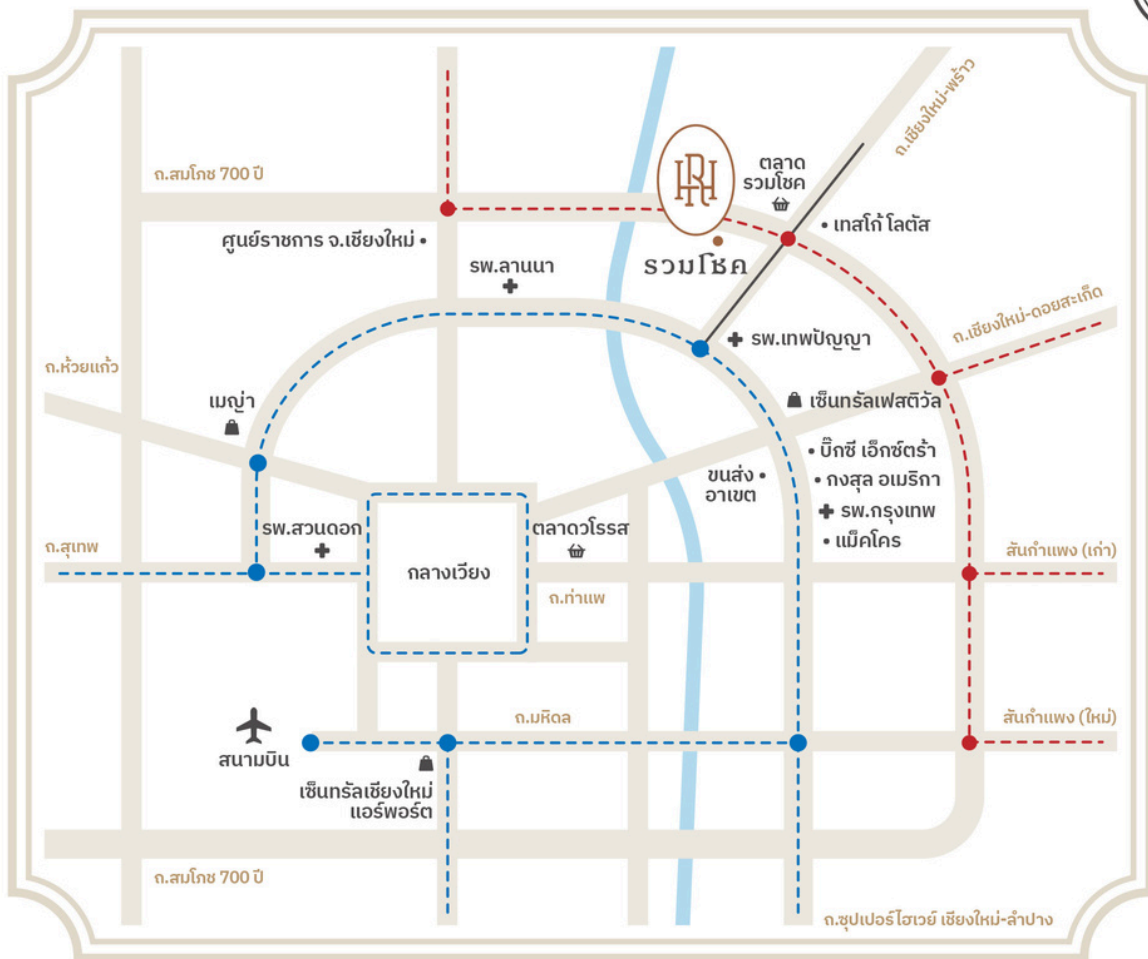 ถ.เชียงใหม่-พร้าว
ถ.สมโภช 700 ปี
RH
ตลาด
รวมโชค
• เทสโก้ โลตัส
ศูนย์ราชการ จ.เชียงใหม่ •
รวมโชค
รพ.ลานนา
ถ.เชียงใหม่-ดอยสะเก็ด
รพ.เทพปัญญา
ถ.ห้วยแก้ว
เมญ่า
เซ็นทรัลเฟสติวัล
• บิ๊กซี เอ็กซ์ตร้า
ขนส่ง •
อาเขต
• กงสุล อเมริกา
รพ.กรุงเทพ
• แม็คโคร
รพ.สวนดอก
ตลาดวโรรส
ถ.สุเทพ
สันกำแพง (เก่า)
กลางเวียง
ถ.ท่าแพ
ถ.มหิดล
สันกำแพง (ใหม่)
สนามบิน
เซ็นทรัลเชียงใหม่
แอร์พอร์ต
ถ.สมโภช 700 ปี
ถ.ซุปเปอร์ไฮเวย์ เชียงใหม่-ลำปาง